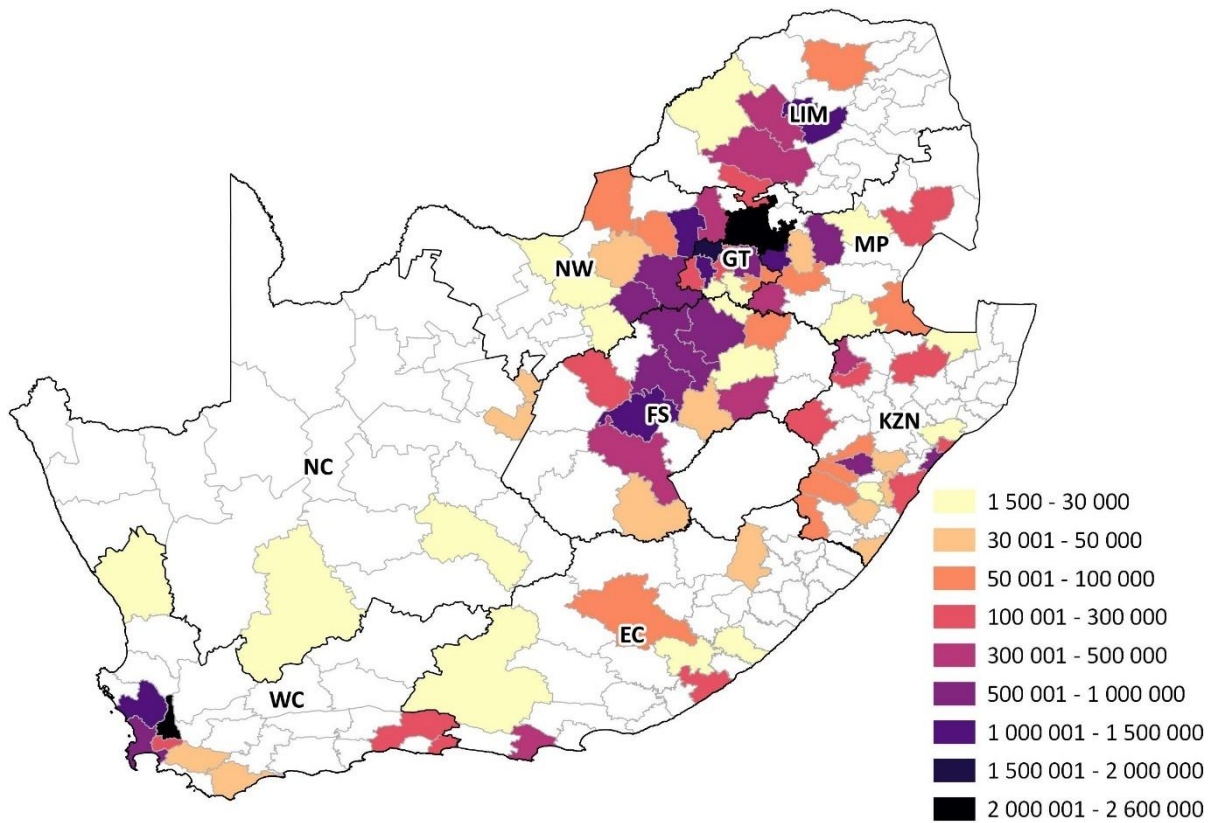 LIM
MP
GT
NW
FS
KZN
NC
EC
WC
1 500 - 30 000
30 001 - 50 000
50 001 - 100 000
100 001 - 300 000
300 001 - 500 000
500 001 - 1 000 000
1 000 001 - 1 500 000
1 500 001 - 2 000 000
2 000 001 - 2 600 000